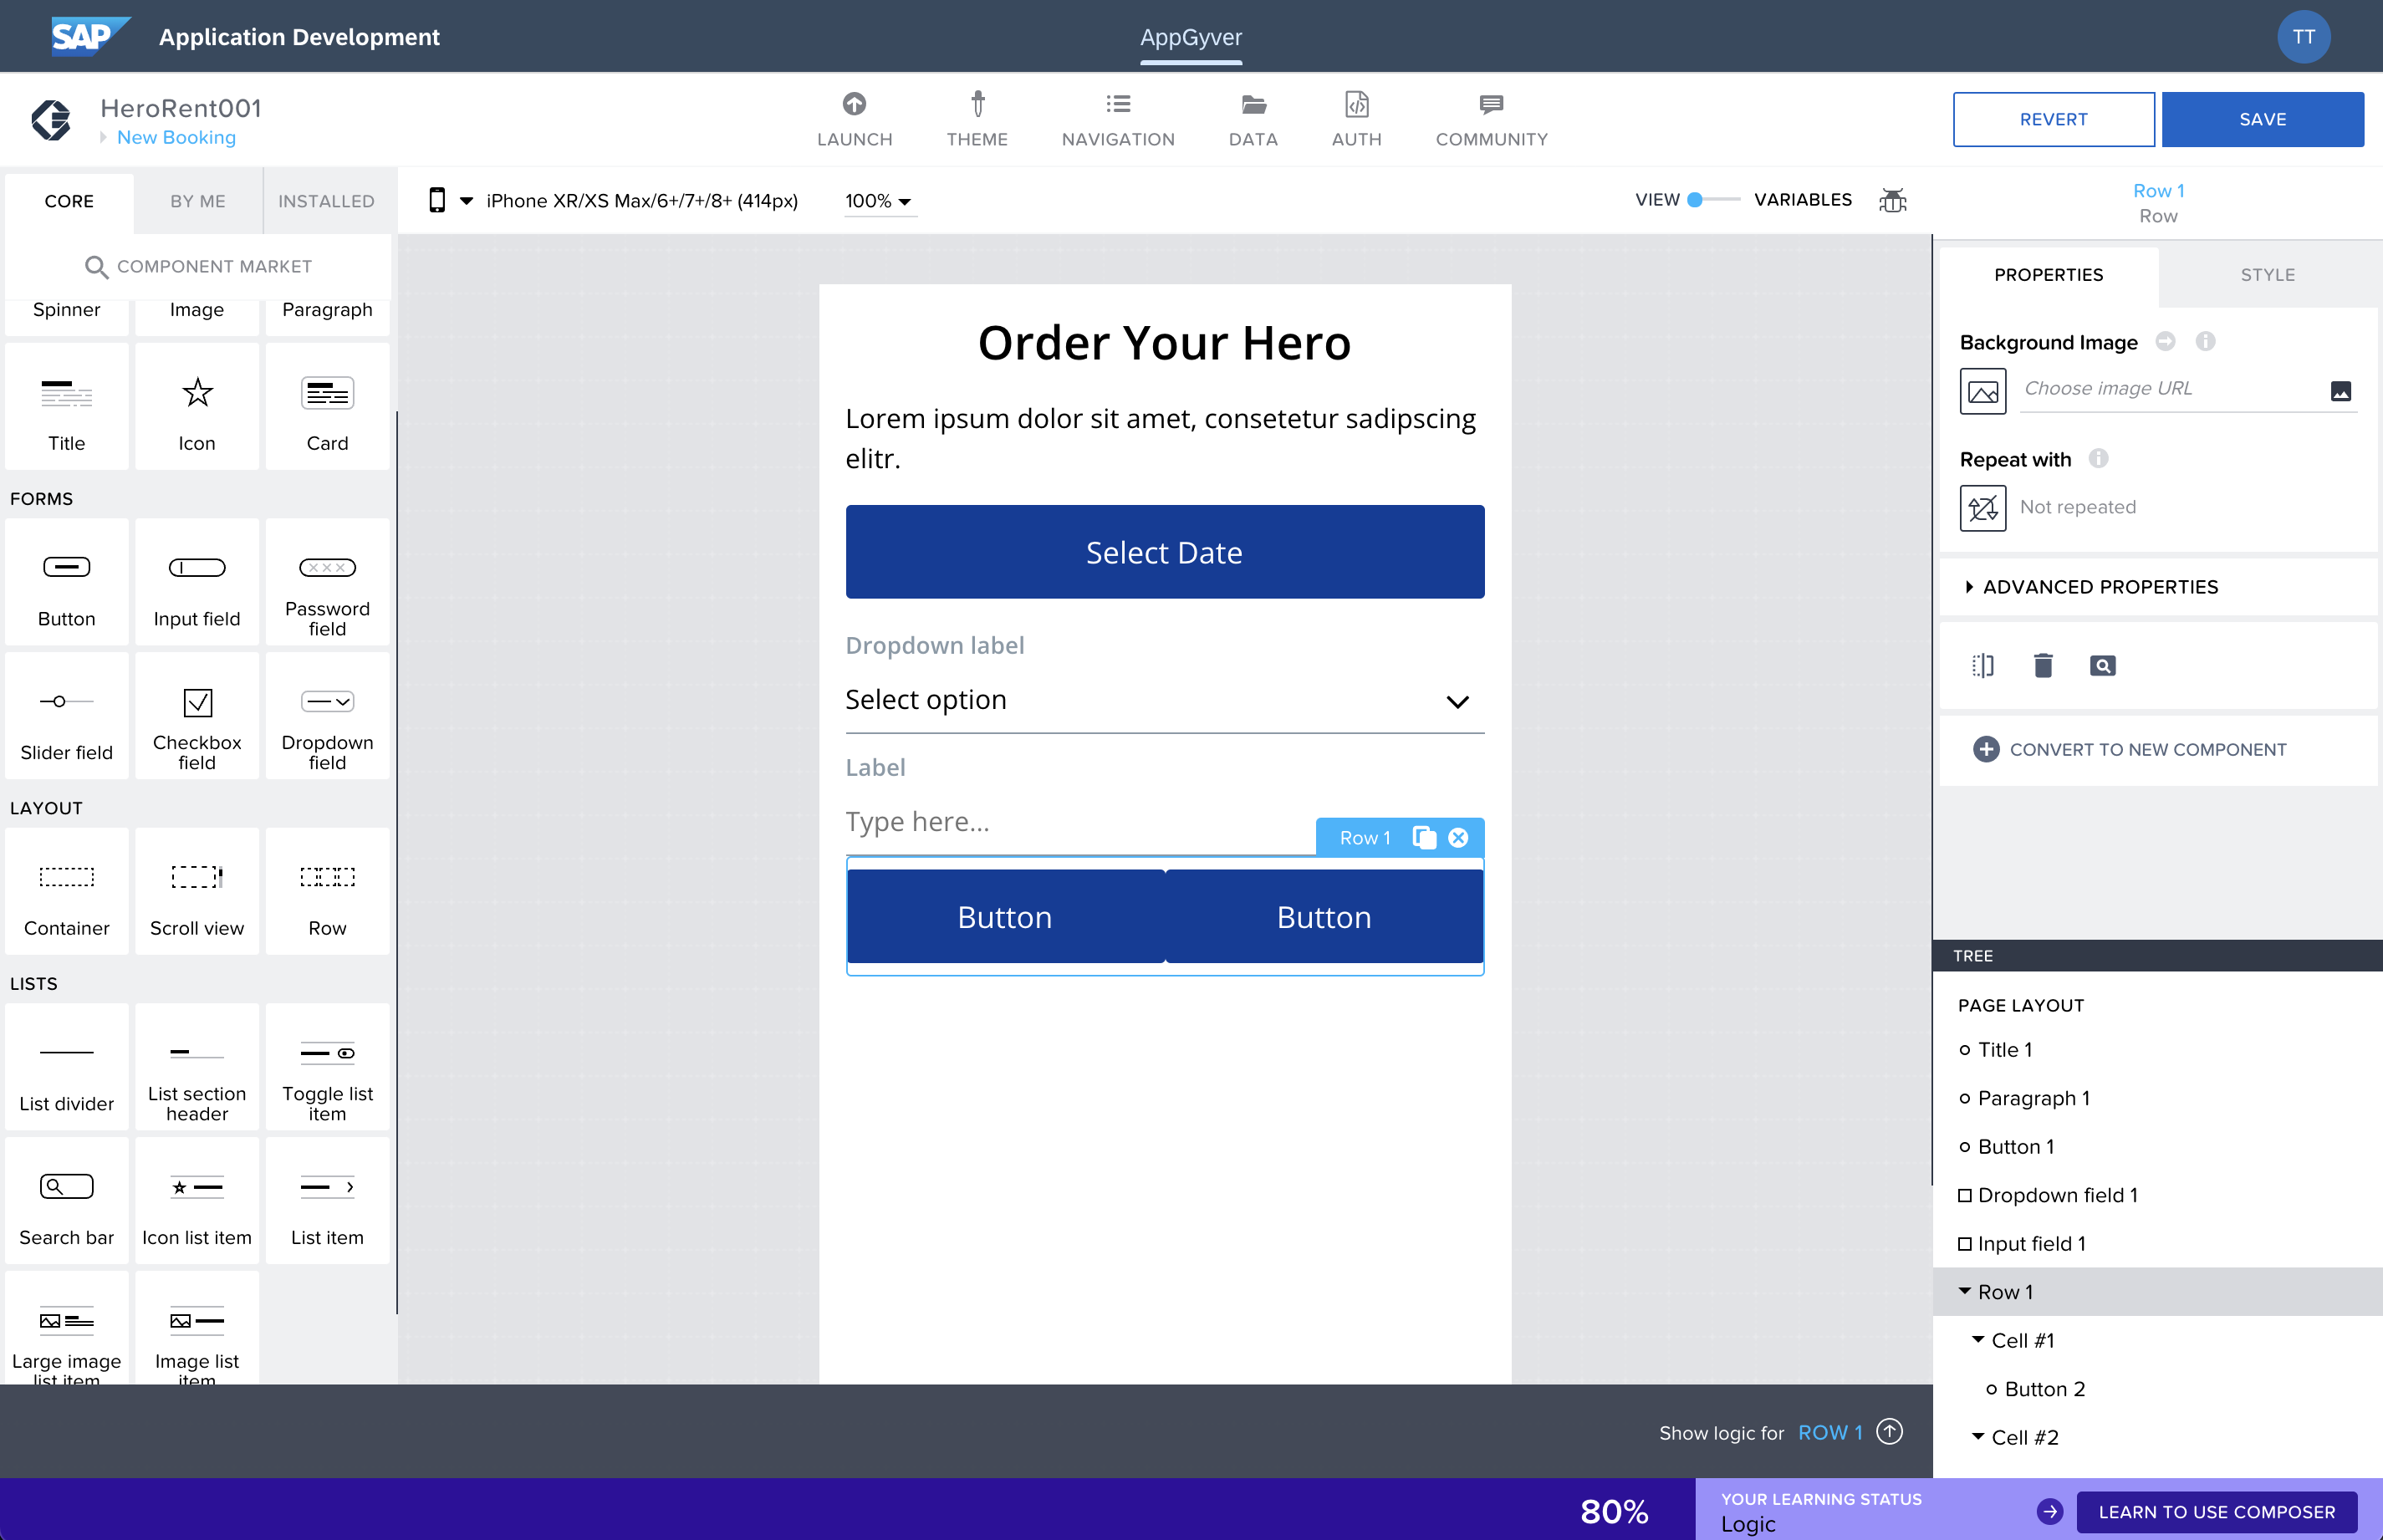 SAP Application Development
AppGyver
TT
HeroRent001
New Booking
LAUNCH
THEME
NAVIGATION
DATA
AUTH
COMMUNITY
REVERT
SAVE
CORE
BY ME
INSTALLED
COMPONENT MARKET
Spinner
Image
Paragraph
Title
Icon
Card
FORMS
Button
Input field
Password
field
Slider field
Checkbox
field
Dropdown
field
LAYOUT
Container
Scroll view
Row
LISTS
List divider
List section
header
Toggle list
item
Search bar
Icon list item
List item
Large image
list item
Image list
item
iPhone XR/XS Max/6+/7+/8+ (414px)
100%
VIEW
VARIABLES
Order Your Hero
Lorem ipsum dolor sit amet, consetetur sadipscing
elitr.
Select Date
Dropdown label
Select option
Label
Type here...
Row 1
Button
Button
Show logic for ROW 1
Row 1
Row
PROPERTIES
STYLE
Background Image
Choose image URL
Repeat with
Not repeated
ADVANCED PROPERTIES
CONVERT TO NEW COMPONENT
TREE
PAGE LAYOUT
Title 1
Paragraph 1
Button 1
Dropdown field 1
Input field 1
Row 1
Cell #1
Button 2
Cell #2
80%
YOUR LEARNING STATUS
Logic
LEARN TO USE COMPOSER